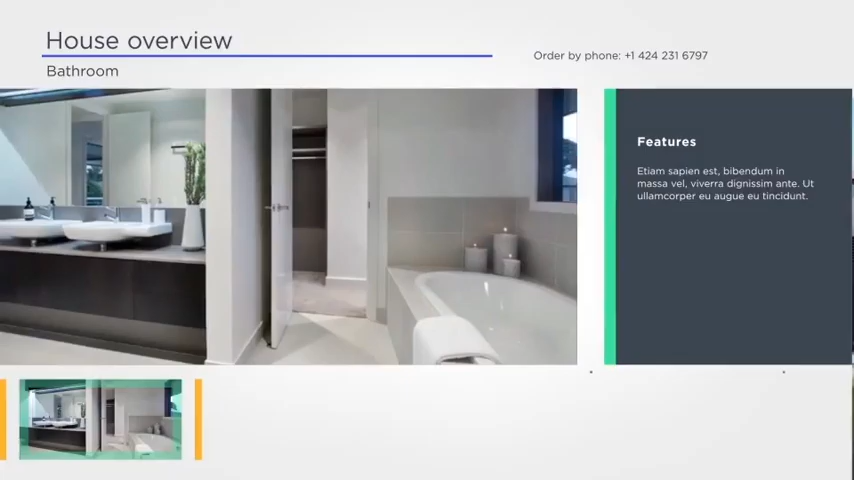 House overview
Order by phone: +1 424 231 6797
Bathroom
Features
Etiam sapien est, bibendum in
massa vel, viverra dignissim ante. Ut
ullamcorper eu augue eu tincidunt.